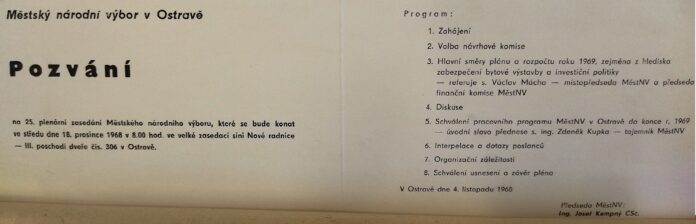 Městský národní výbor v Ostravě
Pozvání
na 25. plenární zasedání Městského národního výboru, které se bude konat
ve středu dne 18. prosince 1968 v 8.00 hod. ve velké zasedací síni Nové radnice
— III. poschodí dveře čís. 306 v Ostravě.
Program:
1. Zahájení
2. Volba návrhové komise
3. Hlavní směry plánu a rozpočtu roku 1969, zejména z hlediska
zabezpečení bytové výstavby a investiční politiky
— referuje s. Václav Mácha — místopředseda MěstNV a předseda
finanční komise MěstNV
4. Diskuse
5. Schválení pracovního programu MěstNV v Ostravě do konce r. 1969
— úvodní slovo přednese s. ing. Zdeněk Kupka — tajemník MěstNV
6. Interpelace a dotazy poslanců
7. Organizační záležitosti
8. Schválení usnesení a závěr pléna
V Ostravě dne 4. listopadu 1968
Předseda MěstNV:
Ing. Josef Kempný CSc.